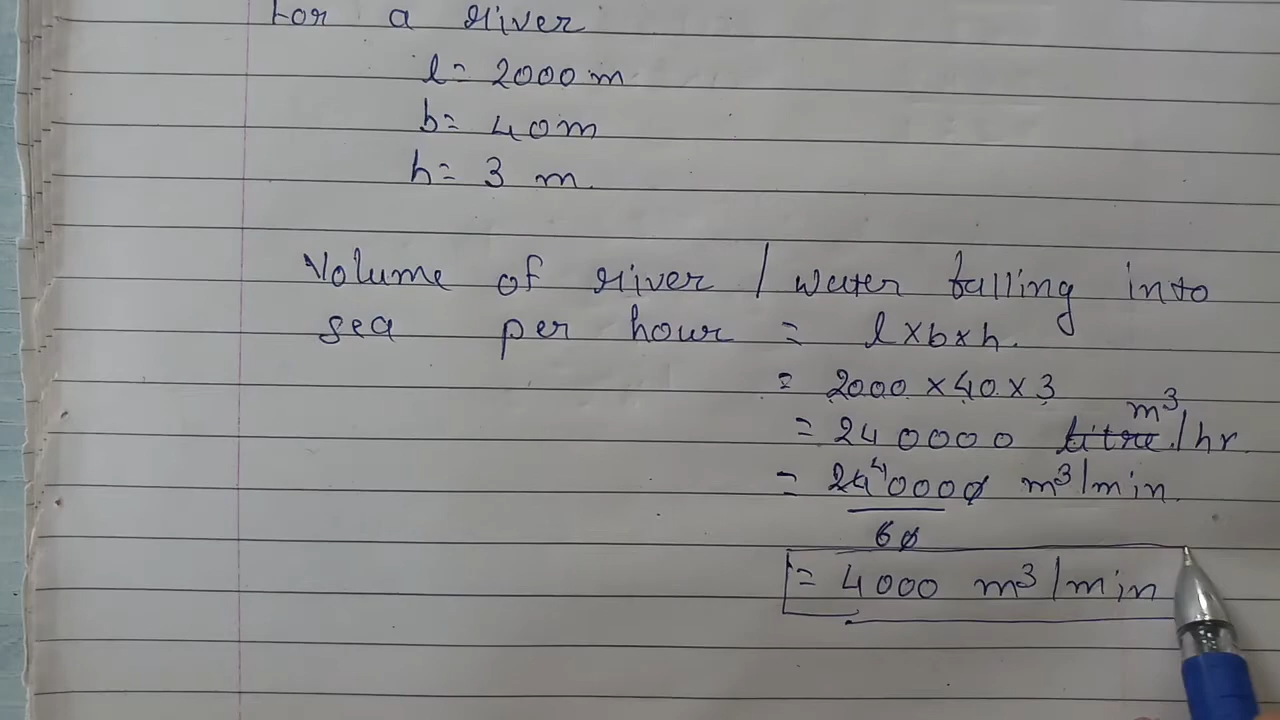 For a river
l= 2000 m
b= 40m
h= 3 m.
Volume of river / water falling into
sea per hour = l×b×h.
= 2000 × 40 × 3
= 240000 litre m³/hr.
= 240000/60 m³/min.
= 4000 m³/min